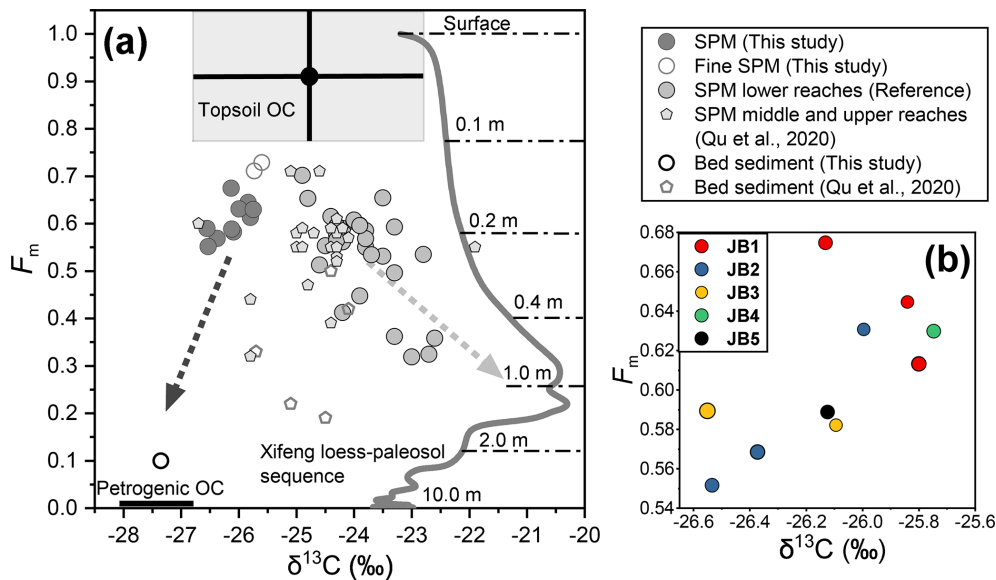 (a)
Surface
Topsoil OC
0.1 m
0.2 m
0.4 m
1.0 m
2.0 m
10.0 m
Xifeng loess-paleosol
sequence
Petrogenic OC
1.0
0.9
0.8
0.7
0.6
0.5
0.4
0.3
0.2
0.1
0.0
Fm
-28
-27
-26
-25
-24
-23
-22
-21
-20
δ13C (‰)
SPM (This study)
Fine SPM (This study)
SPM lower reaches (Reference)
SPM middle and upper reaches
(Qu et al., 2020)
Bed sediment (This study)
Bed sediment (Qu et al., 2020)
(b)
JB1
JB2
JB3
JB4
JB5
0.68
0.66
0.64
0.62
0.60
0.58
0.56
0.54
Fm
-26.6
-26.4
-26.2
-26.0
-25.8
-25.6
δ13C (‰)